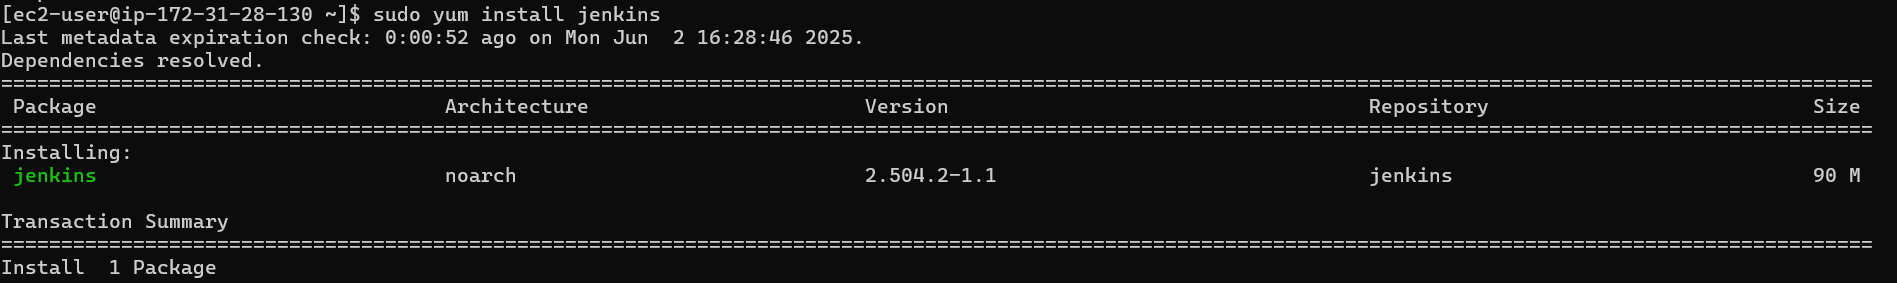 [ec2-user@ip-172-31-28-130 ~]$ sudo yum install jenkins
Last metadata expiration check: 0:00:52 ago on Mon Jun  2 16:28:46 2025.
Dependencies resolved.
============================================================================================================================================================
 Package                             Architecture                       Version                                   Repository                           Size
============================================================================================================================================================
Installing:
 jenkins                             noarch                             2.504.2-1.1                               jenkins                              90 M

Transaction Summary
============================================================================================================================================================
Install  1 Package